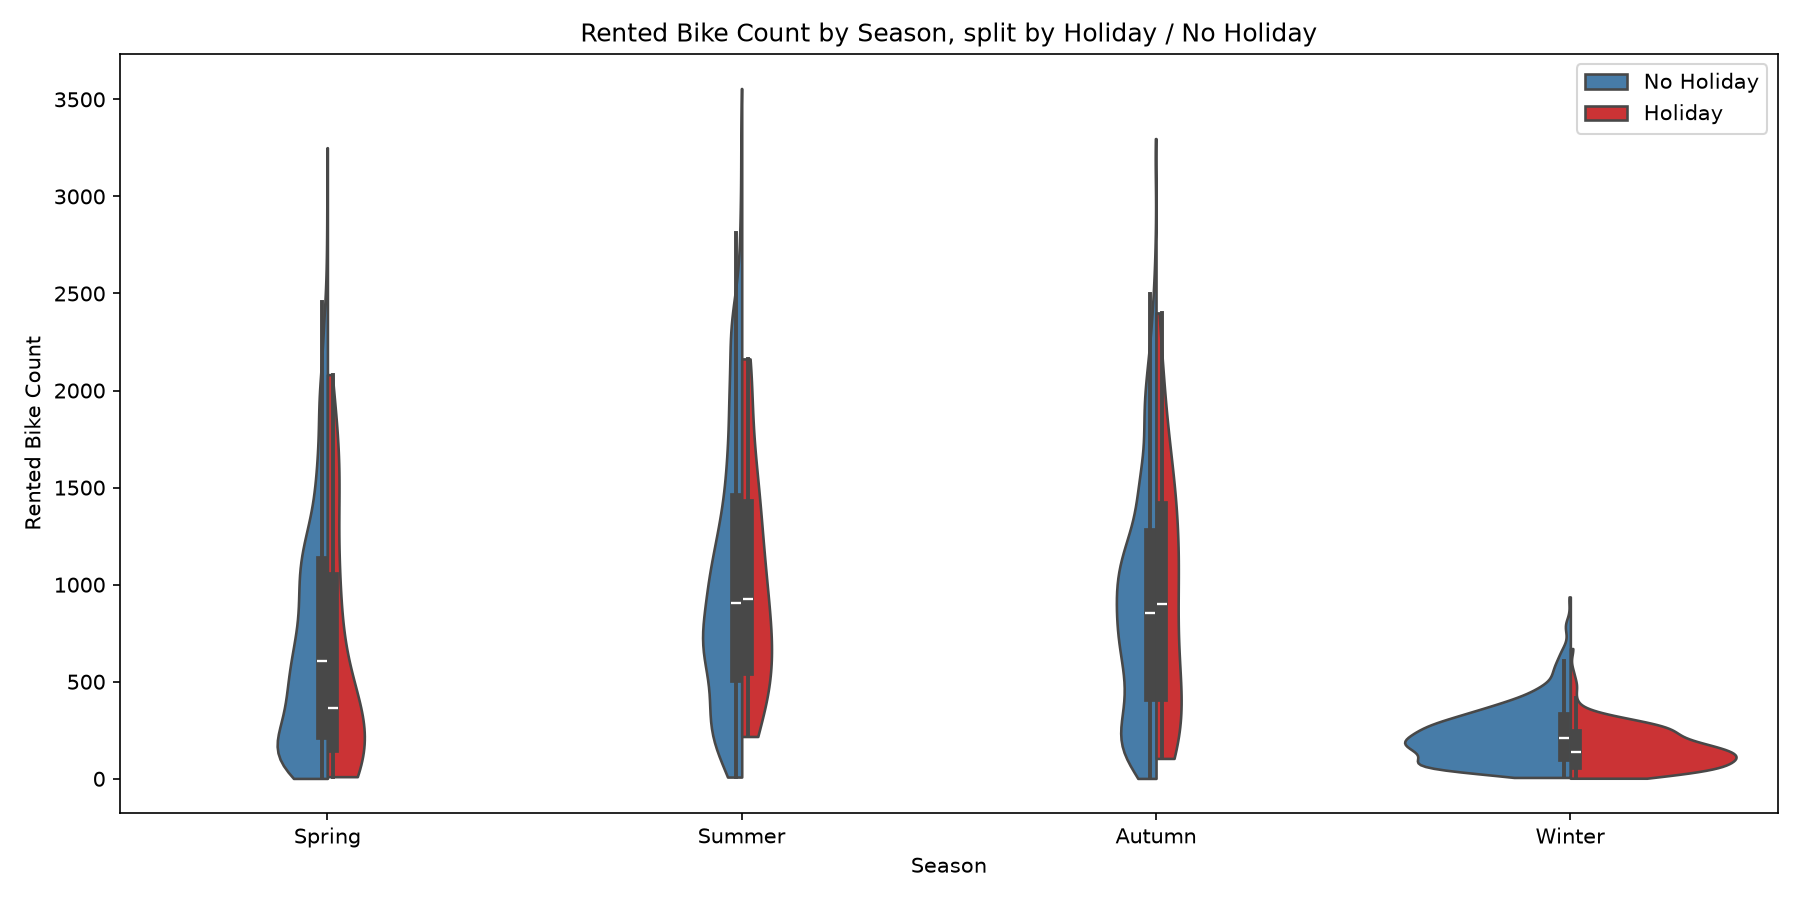 Rented Bike Count by Season, split by Holiday / No Holiday
No Holiday
Holiday
3500
3000
2500
2000
1500
1000
500
0
Rented Bike Count
Spring
Summer
Autumn
Winter
Season